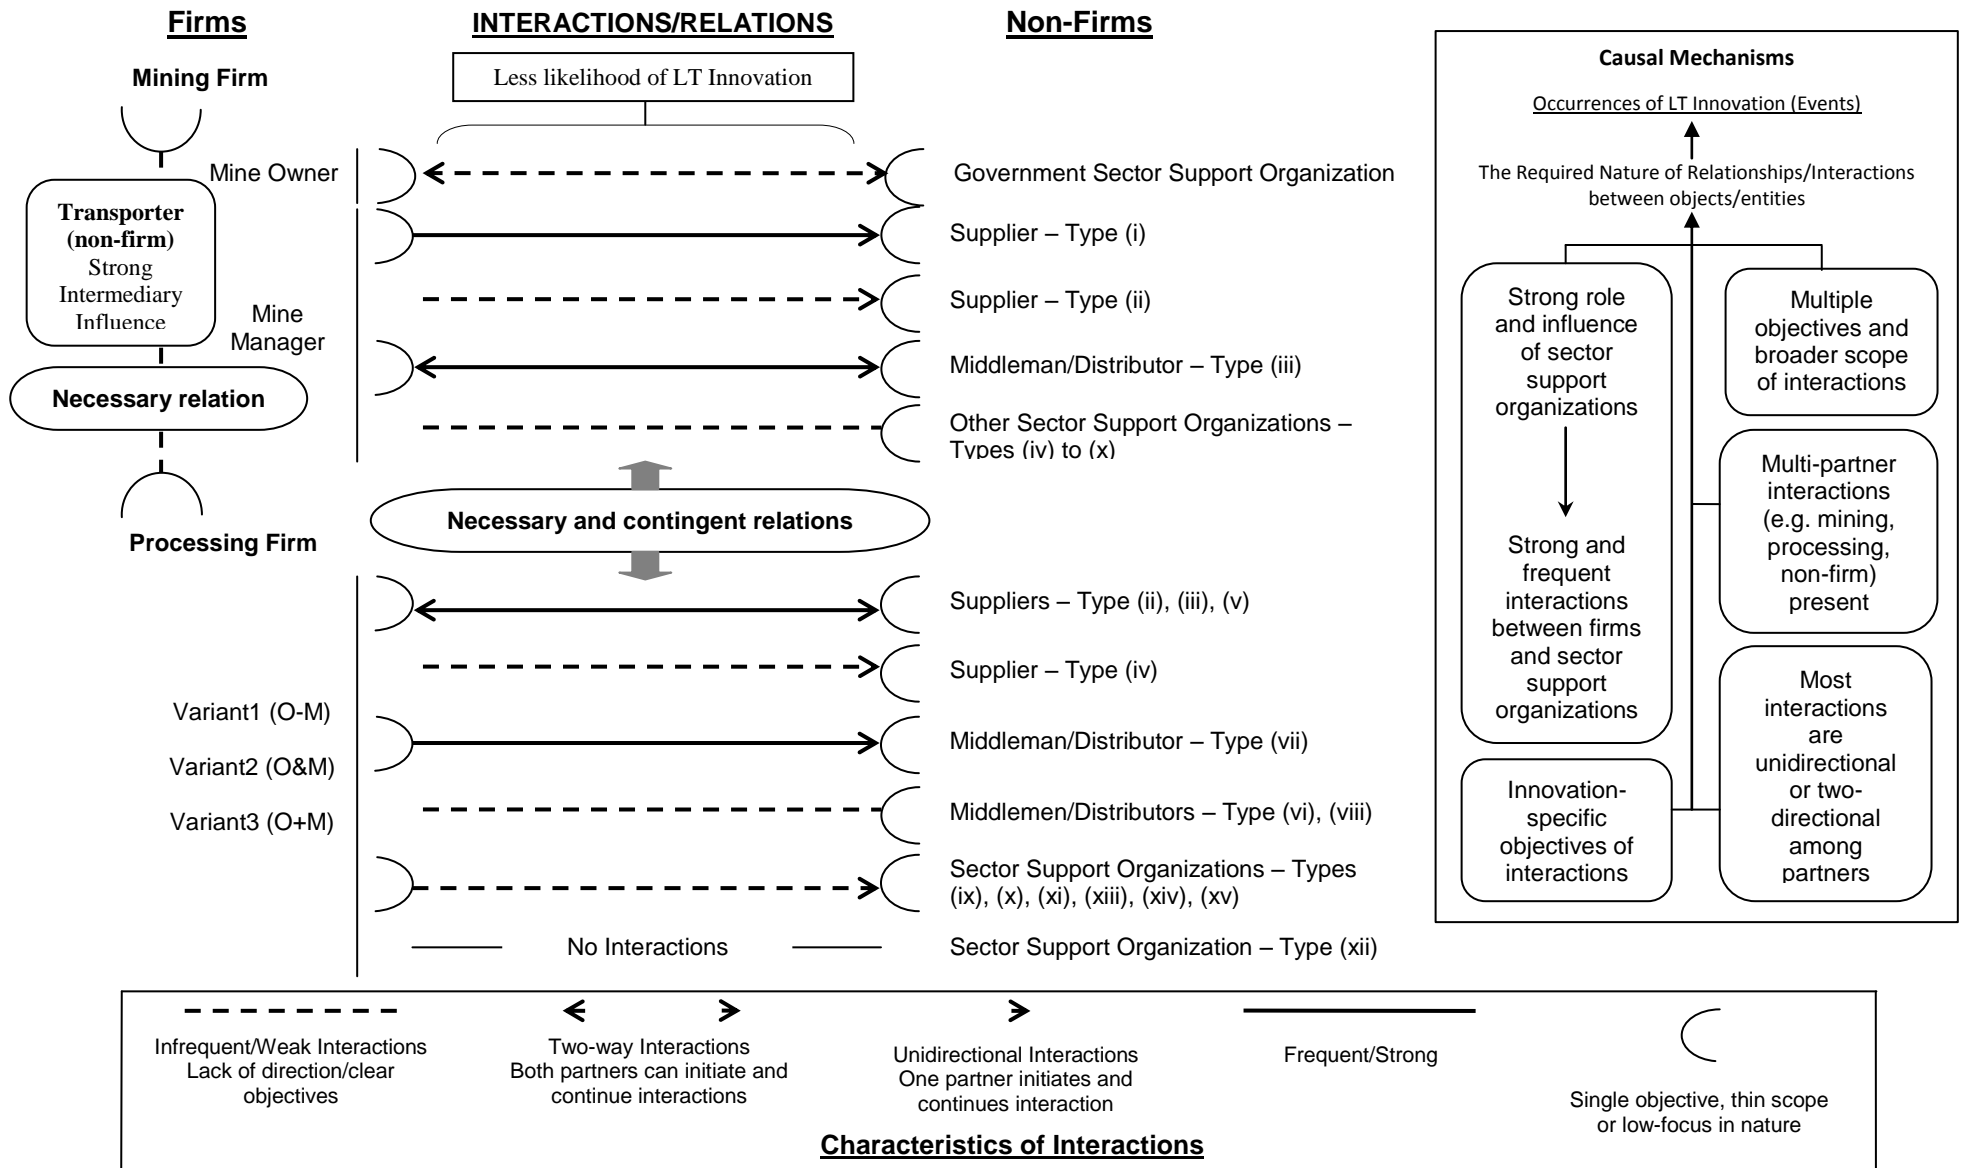 Firms
INTERACTIONS/RELATIONS
Non-Firms
Mining Firm
Less likelihood of LT Innovation
Mine Owner
Government Sector Support Organization
Transporter
(non-firm)
Strong
Intermediary
Influence
Supplier – Type (i)
Supplier – Type (ii)
Mine
Manager
Middleman/Distributor – Type (iii)
Necessary relation
Other Sector Support Organizations –
Types (iv) to (x)
Necessary and contingent relations
Processing Firm
Suppliers – Type (ii), (iii), (v)
Supplier – Type (iv)
Variant1 (O-M)
Middleman/Distributor – Type (vii)
Variant2 (O&M)
Variant3 (O+M)
Middlemen/Distributors – Type (vi), (viii)
Sector Support Organizations – Types
(ix), (x), (xi), (xiii), (xiv), (xv)
No Interactions
Sector Support Organization – Type (xii)
Causal Mechanisms
Occurrences of LT Innovation (Events)
The Required Nature of Relationships/Interactions
between objects/entities
Strong role
and influence
of sector
support
organizations
Strong and
frequent
interactions
between firms
and sector
support
organizations
Innovation-
specific
objectives of
interactions
Multiple
objectives and
broader scope
of interactions
Multi-partner
interactions
(e.g. mining,
processing,
non-firm)
present
Most
interactions
are
unidirectional
or two-
directional
among
partners
Infrequent/Weak Interactions
Lack of direction/clear
objectives
Two-way Interactions
Both partners can initiate and
continue interactions
Unidirectional Interactions
One partner initiates and
continues interaction
Frequent/Strong
Single objective, thin scope
or low-focus in nature
Characteristics of Interactions